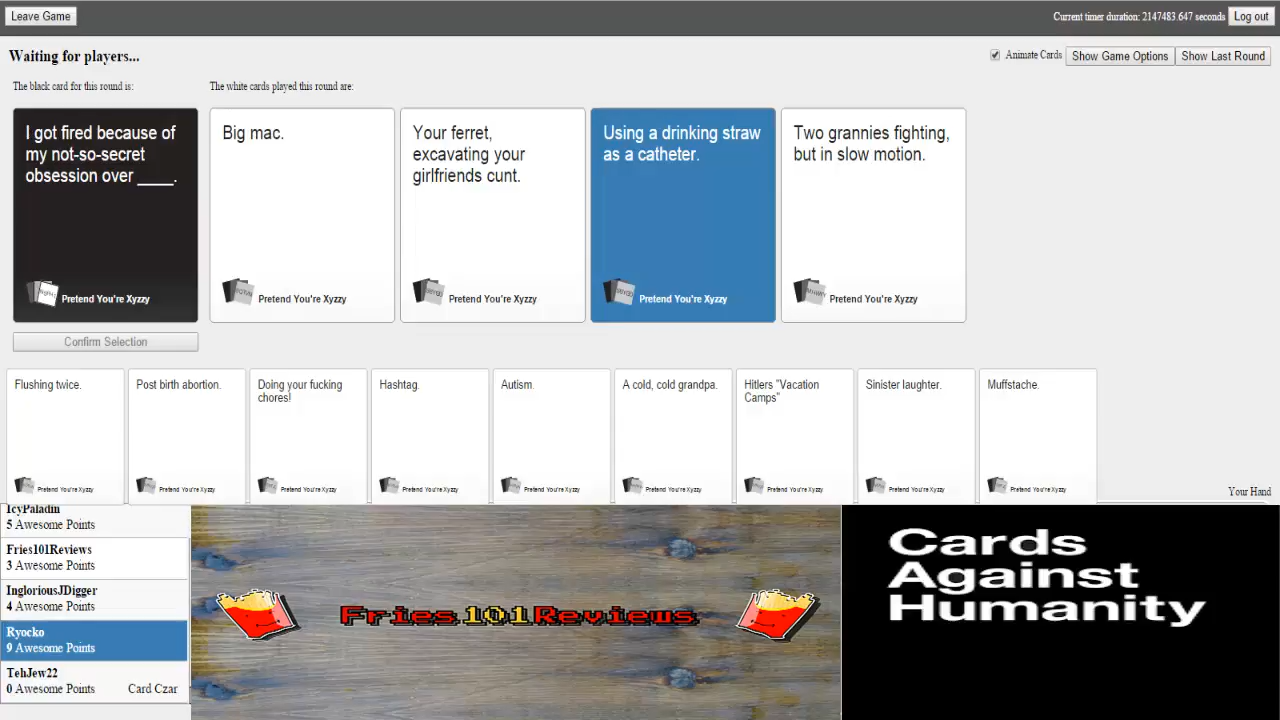 Leave Game
Current timer duration: 2147483.647 seconds
Log out
Waiting for players...
Animate Cards
Show Game Options
Show Last Round
The black card for this round is:
The white cards played this round are:
I got fired because of
my not-so-secret
obsession over ____.
Pretend You're Xyzzy
Big mac.
Pretend You're Xyzzy
Your ferret,
excavating your
girlfriends cunt.
Pretend You're Xyzzy
Using a drinking straw
as a catheter.
Pretend You're Xyzzy
Two grannies fighting,
but in slow motion.
Pretend You're Xyzzy
Confirm Selection
Flushing twice.
Pretend You're Xyzzy
Post birth abortion.
Pretend You're Xyzzy
Doing your fucking
chores!
Pretend You're Xyzzy
Hashtag.
Pretend You're Xyzzy
Autism.
Pretend You're Xyzzy
A cold, cold grandpa.
Pretend You're Xyzzy
Hitlers "Vacation
Camps"
Pretend You're Xyzzy
Sinister laughter.
Pretend You're Xyzzy
Muffstache.
Pretend You're Xyzzy
Your Hand
IcyPaladin
5 Awesome Points
Fries101Reviews
3 Awesome Points
IngloriousJDigger
4 Awesome Points
Ryocko
9 Awesome Points
TehJew22
0 Awesome Points Card Czar
Fries101Reviews
Cards
Against
Humanity